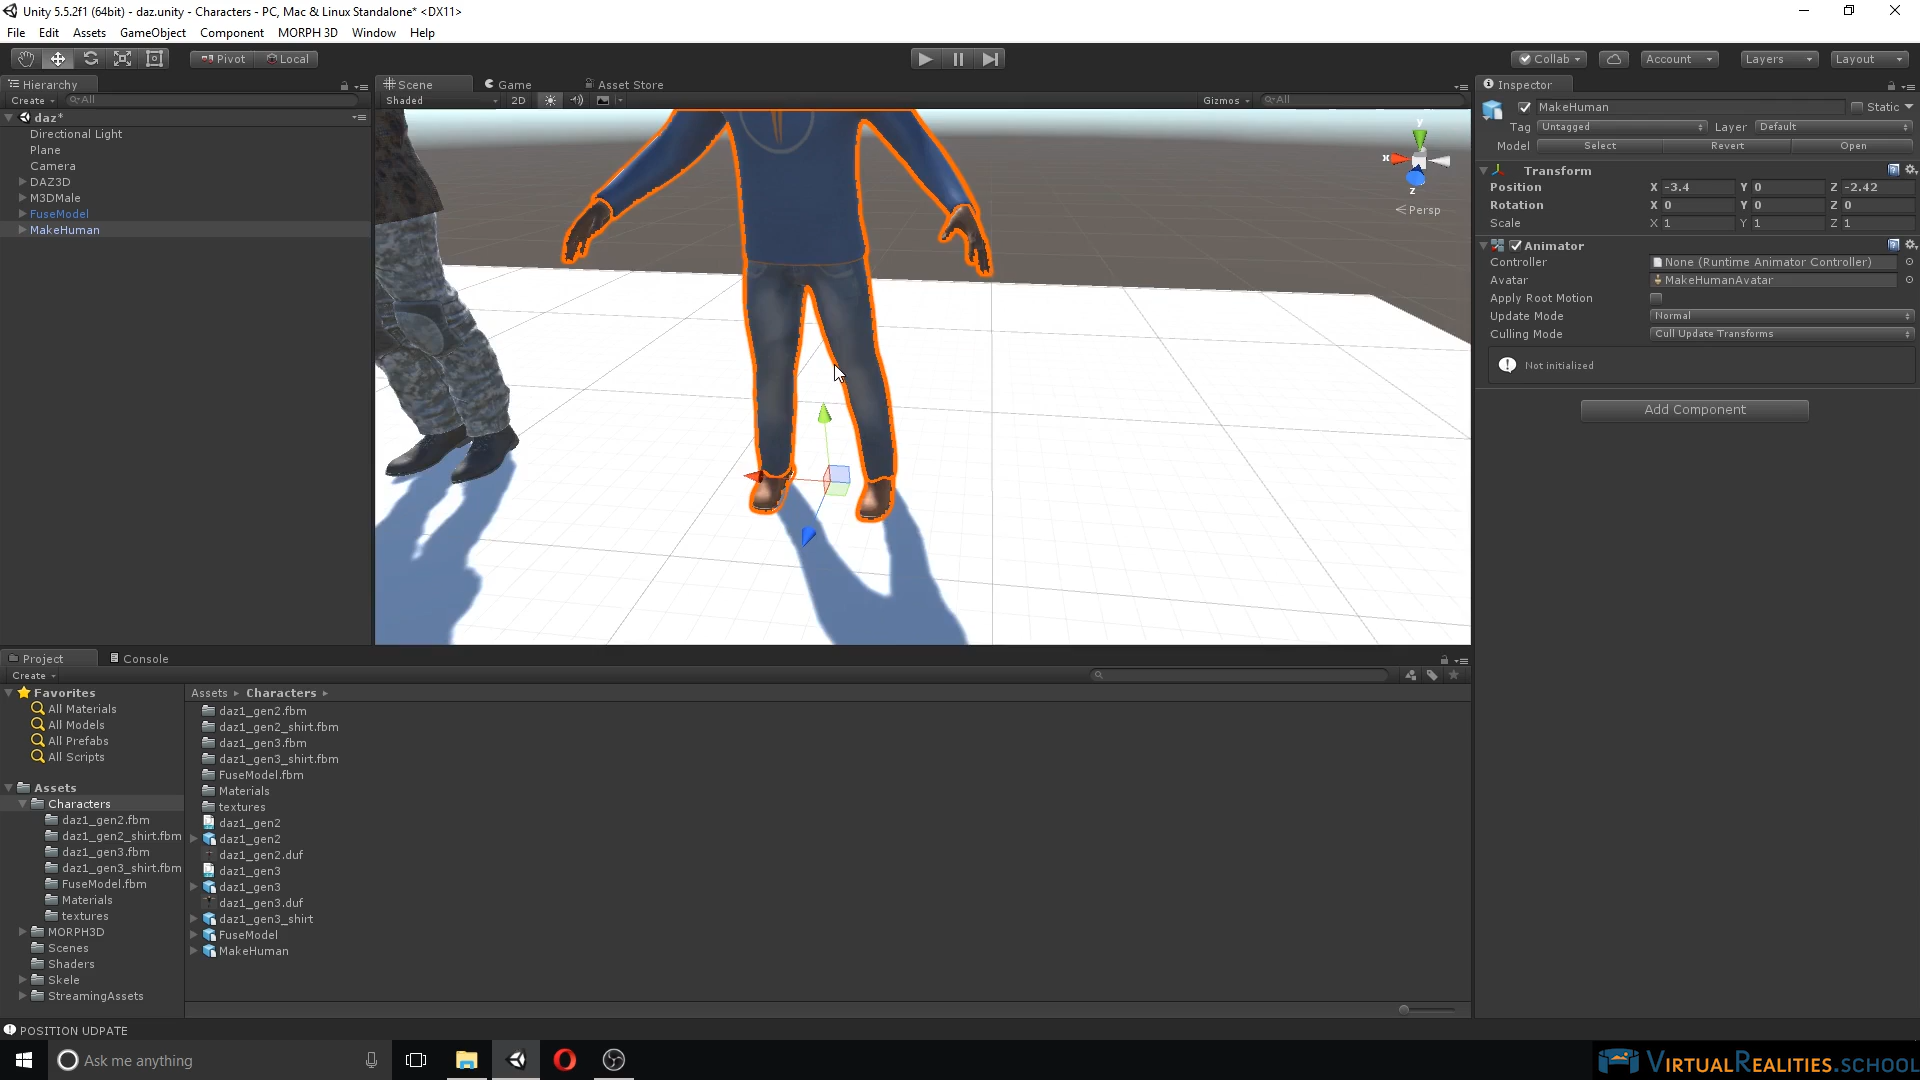 Unity 5.5.2f1 (64bit) - daz.unity - Characters - PC, Mac & Linux Standalone* <DX11>
File Edit Assets GameObject Component MORPH 3D Window Help
Pivot Local Collab Account Layers Layout
Hierarchy
Create All
daz*
Directional Light
Plane
Camera
DAZ3D
M3DMale
FuseModel
MakeHuman
Scene Game Asset Store
Shaded 2D Gizmos All
y
x
z
Persp
Inspector
MakeHuman Static
Tag Untagged Layer Default
Model Select Revert Open
Transform
Position X -3.4 Y 0 Z -2.42
Rotation X 0 Y 0 Z 0
Scale X 1 Y 1 Z 1
Animator
Controller None (Runtime Animator Controller)
Avatar MakeHumanAvatar
Apply Root Motion
Update Mode Normal
Culling Mode Cull Update Transforms
Not initialized
Add Component
Project Console
Create
Favorites
All Materials
All Models
All Prefabs
All Scripts
Assets
Characters
daz1_gen2.fbm
daz1_gen2_shirt.fbm
daz1_gen3.fbm
daz1_gen3_shirt.fbm
FuseModel.fbm
Materials
textures
MORPH3D
Scenes
Shaders
Skele
StreamingAssets
Assets Characters
daz1_gen2.fbm
daz1_gen2_shirt.fbm
daz1_gen3.fbm
daz1_gen3_shirt.fbm
FuseModel.fbm
Materials
textures
daz1_gen2
daz1_gen2
daz1_gen2.duf
daz1_gen3
daz1_gen3
daz1_gen3.duf
daz1_gen3_shirt
FuseModel
MakeHuman
POSITION UDPATE
Ask me anything
VIRTUALREALITIES.SCHOOL